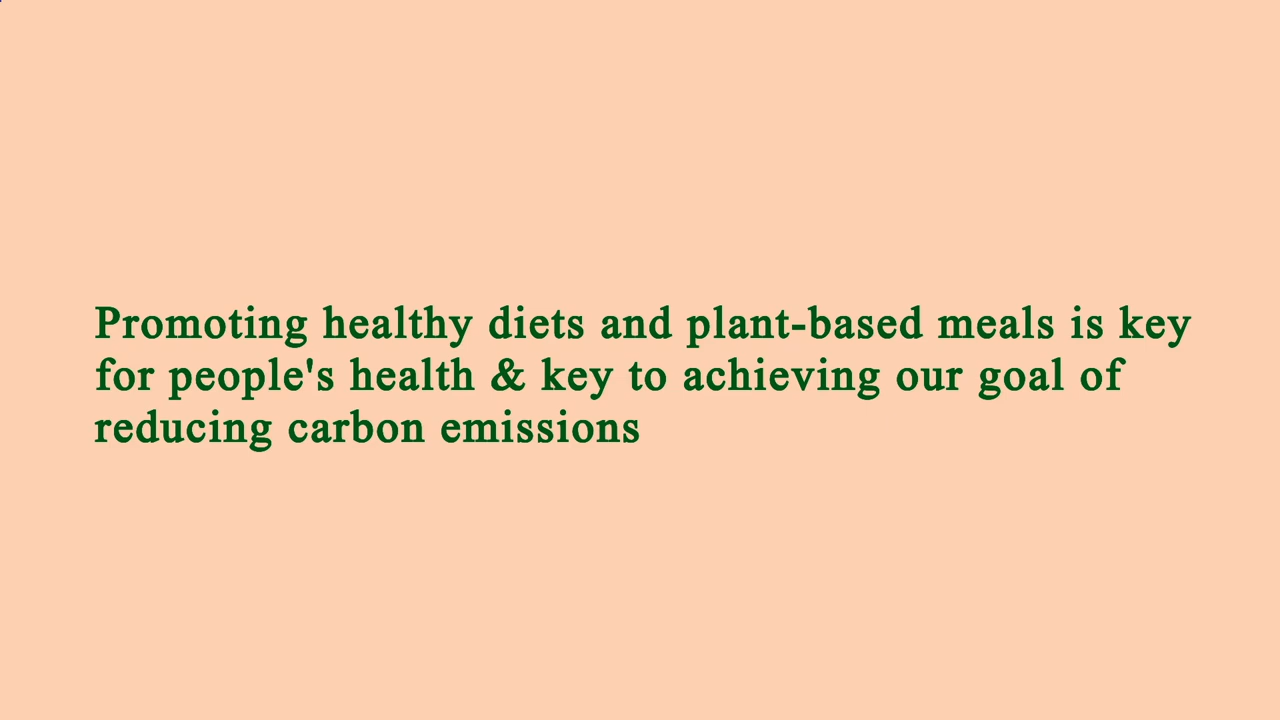 Promoting healthy diets and plant-based meals is key
for people's health & key to achieving our goal of
reducing carbon emissions